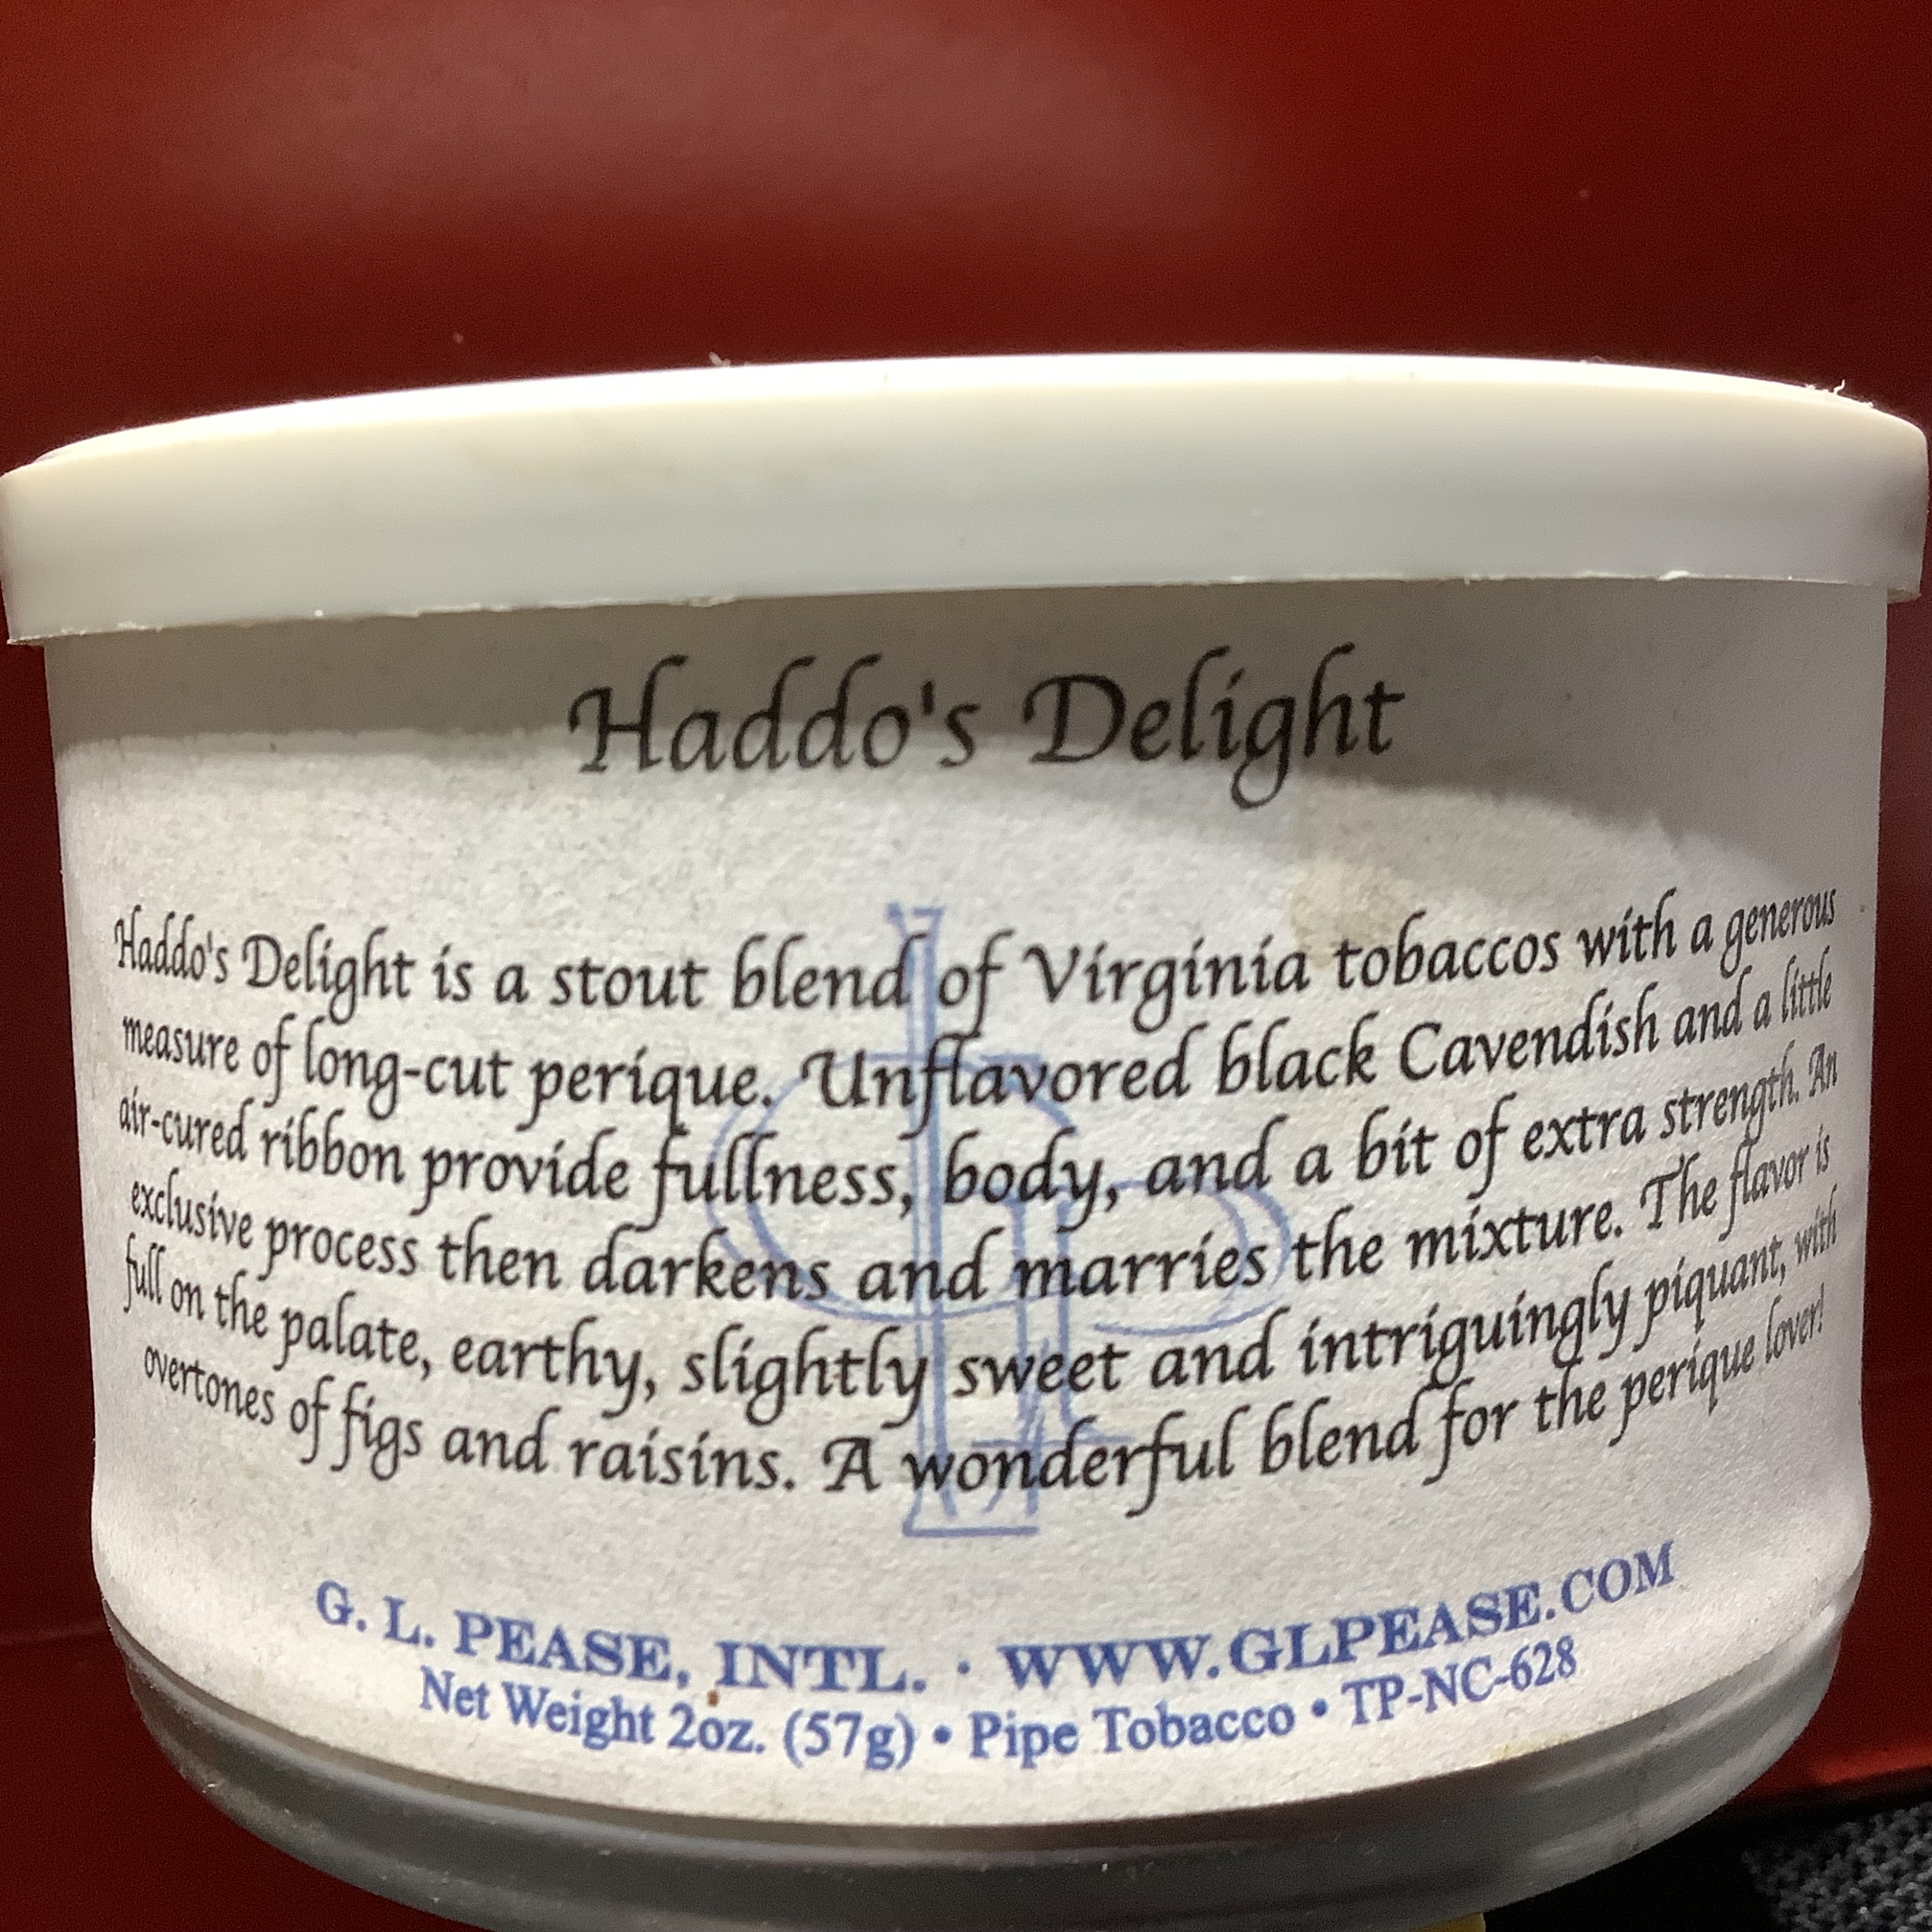 Haddo's Delight
Haddo's Delight is a stout blend of Virginia tobaccos with a generous
measure of long-cut perique. Unflavored black Cavendish and a little
air-cured ribbon provide fullness, body, and a bit of extra strength. An
exclusive process then darkens and marries the mixture. The flavor is
full on the palate, earthy, slightly sweet and intriguingly piquant, with
overtones of figs and raisins. A wonderful blend for the perique lover!
G. L. PEASE, INTL. · WWW.GLPEASE.COM
Net Weight 2oz. (57g) • Pipe Tobacco • TP-NC-628